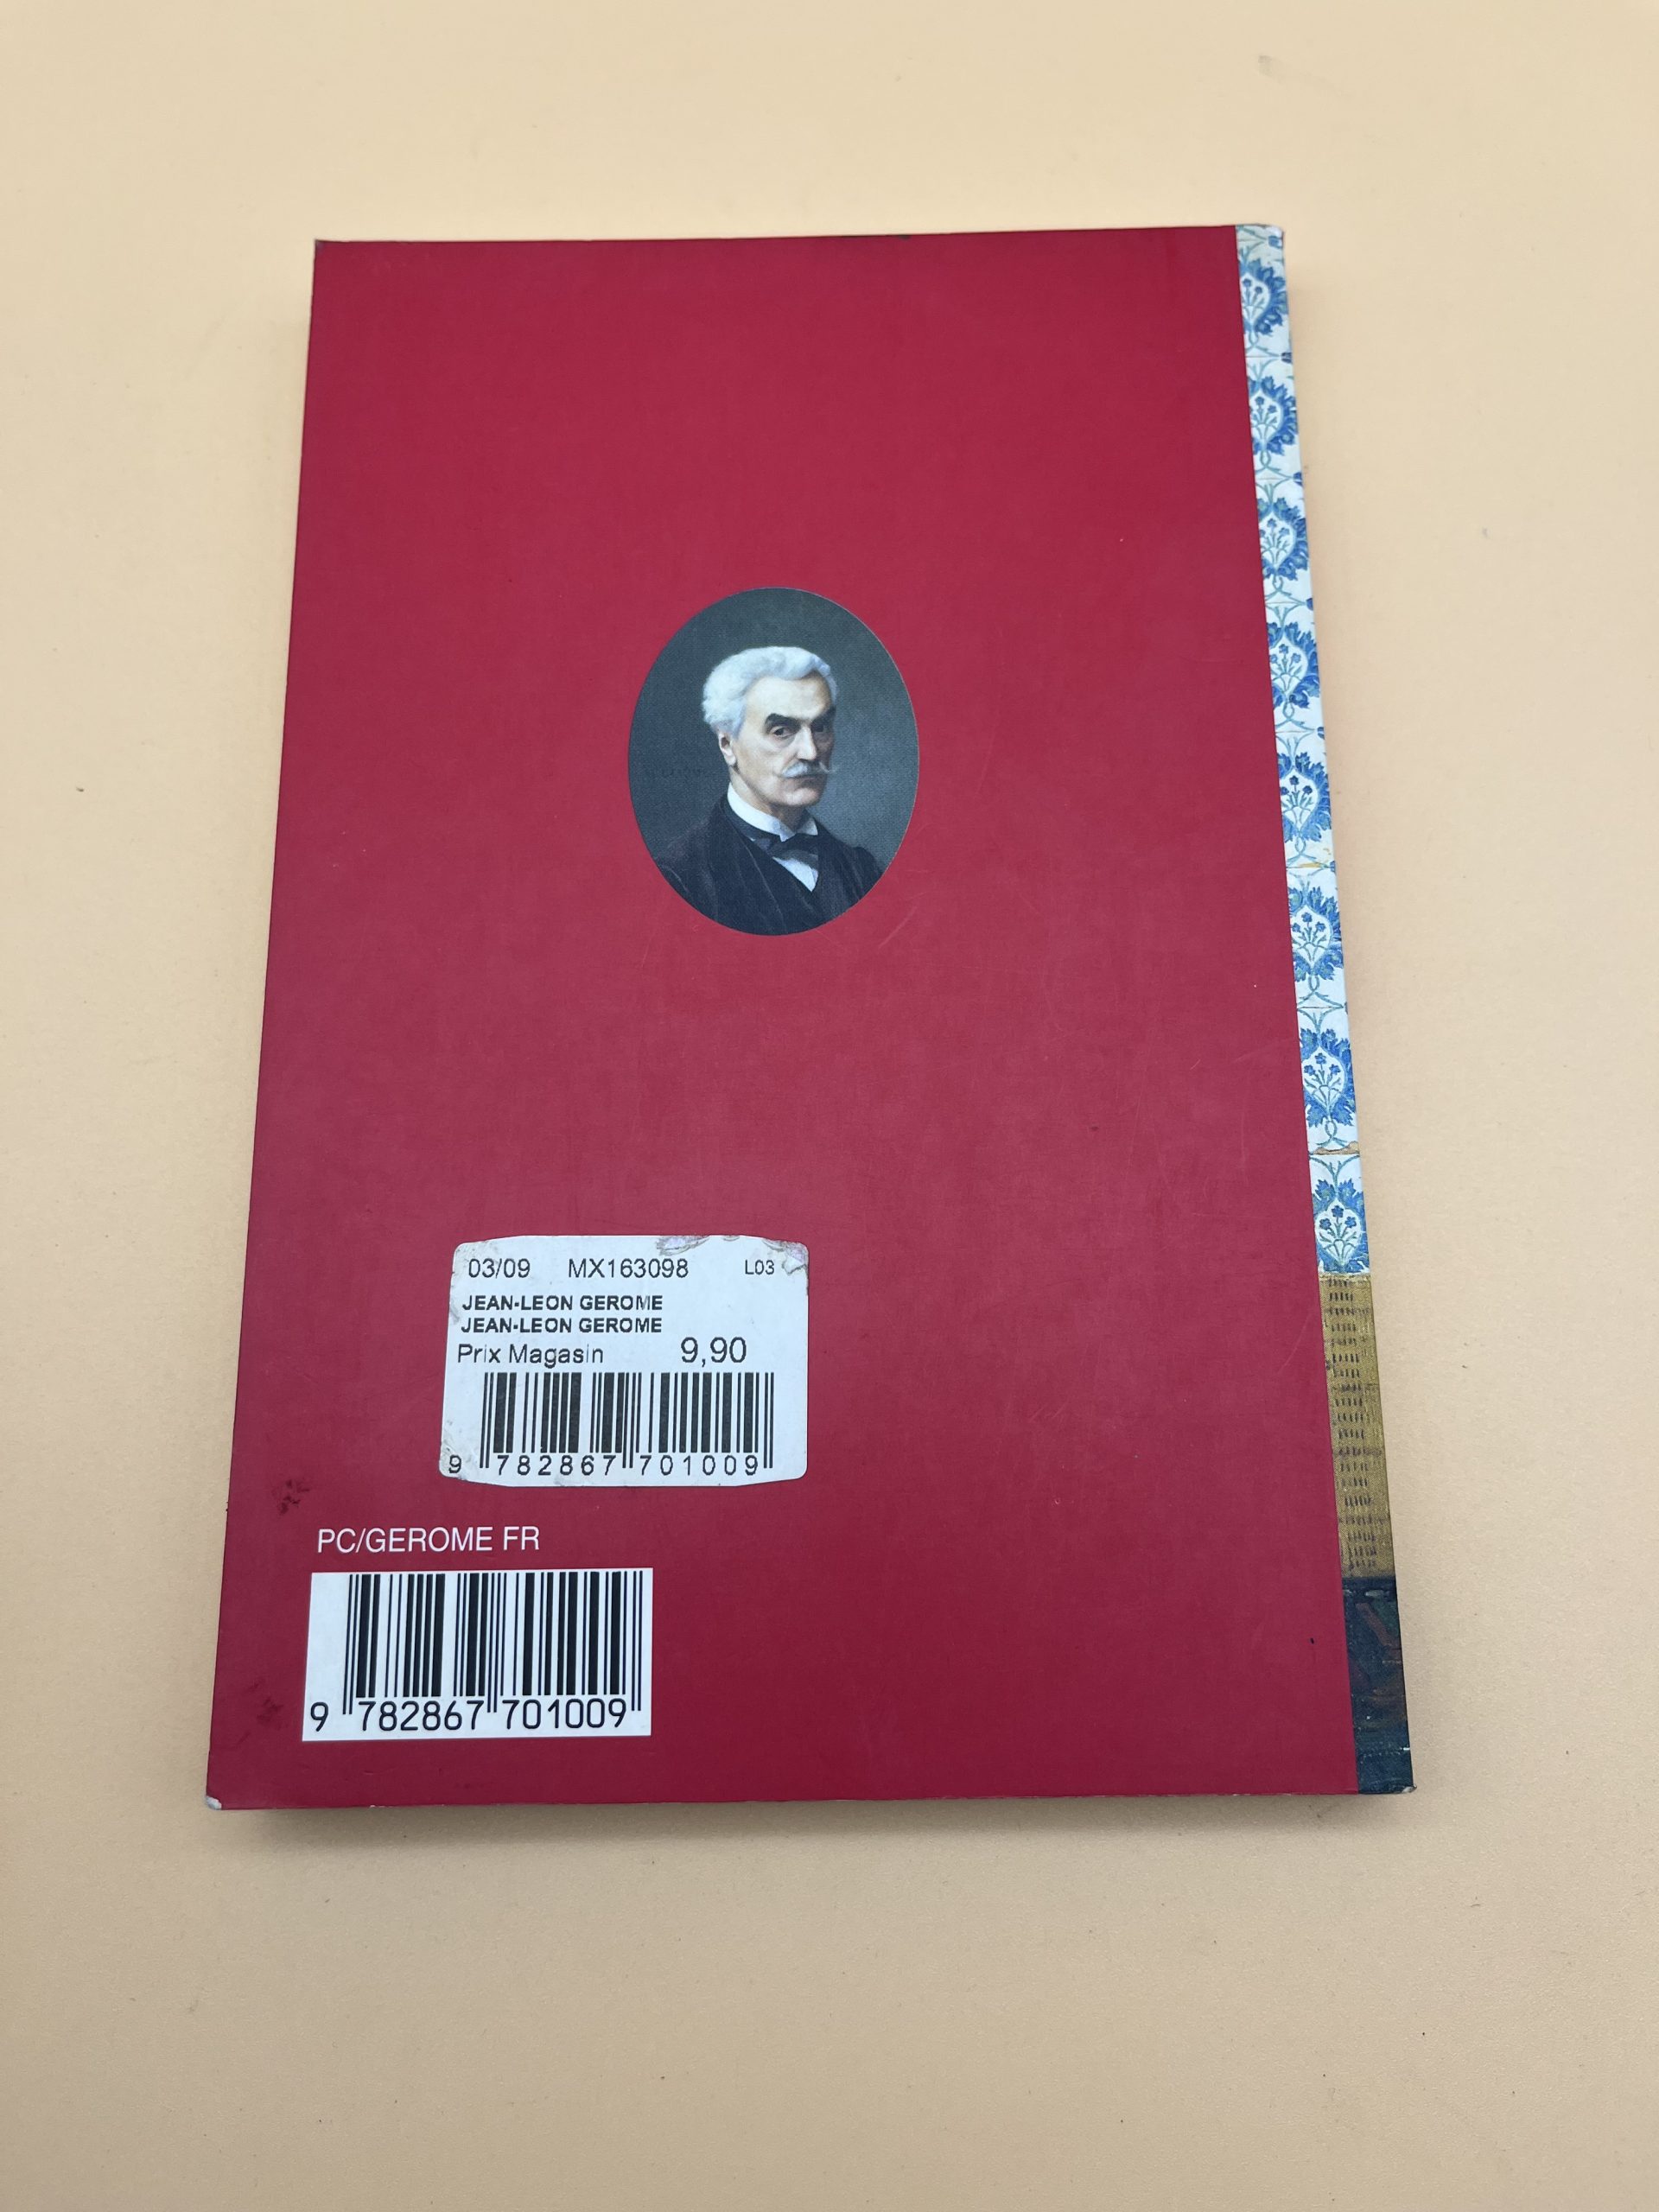 03/09 MX163098 L03
JEAN-LEON GEROME
JEAN-LEON GEROME
Prix Magasin 9,90
9 782867 701009
PC/GEROME FR
9 782867 701009